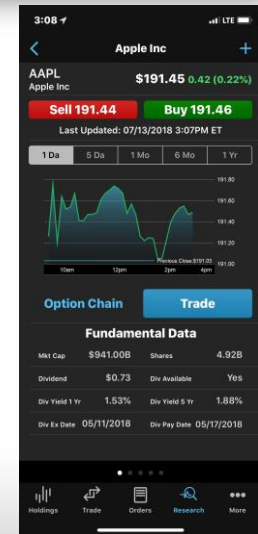 3:08
LTE
Apple Inc
AAPL
Apple Inc
$191.45 0.42 (0.22%)
Sell 191.44
Buy 191.46
Last Updated: 07/13/2018 3:07PM ET
1 Da 5 Da 1 Mo 6 Mo 1 Yr
191.80
191.60
191.40
191.20
Previous Close:$191.03
191.00
10am 12pm 2pm 4pm
Option Chain Trade
Fundamental Data
Mkt Cap $941.00B Shares 4.92B
Dividend $0.73 Div Available Yes
Div Yield 1 Yr 1.53% Div Yield 5 Yr 1.88%
Div Ex Date 05/11/2018 Div Pay Date 05/17/2018
Holdings Trade Orders Research More